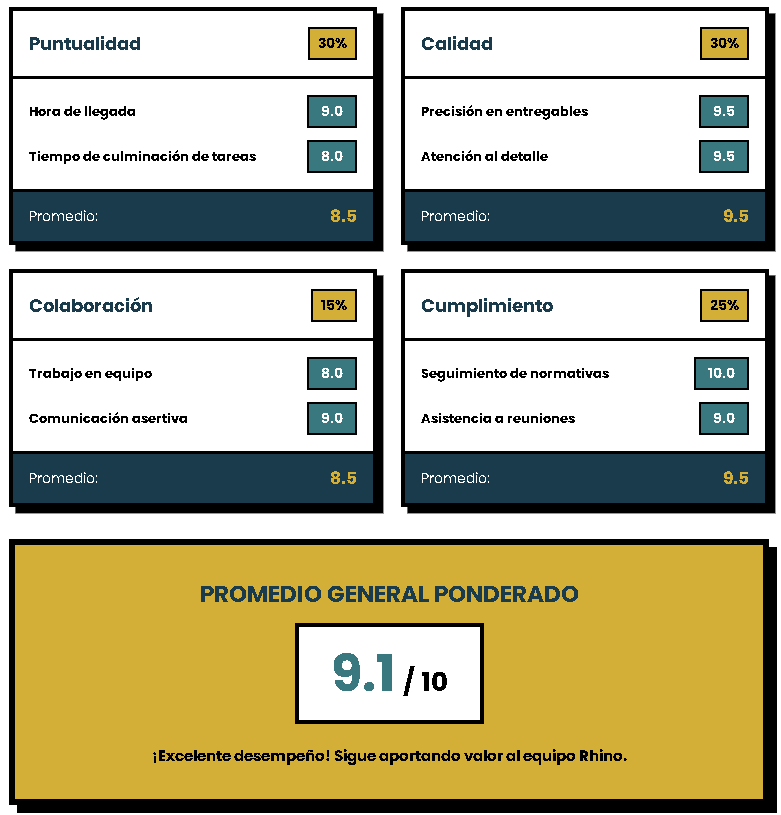 Puntualidad 30%
Hora de llegada 9.0
Tiempo de culminación de tareas 8.0
Promedio: 8.5
Calidad 30%
Precisión en entregables 9.5
Atención al detalle 9.5
Promedio: 9.5
Colaboración 15%
Trabajo en equipo 8.0
Comunicación asertiva 9.0
Promedio: 8.5
Cumplimiento 25%
Seguimiento de normativas 10.0
Asistencia a reuniones 9.0
Promedio: 9.5
PROMEDIO GENERAL PONDERADO
9.1 / 10
¡Excelente desempeño! Sigue aportando valor al equipo Rhino.